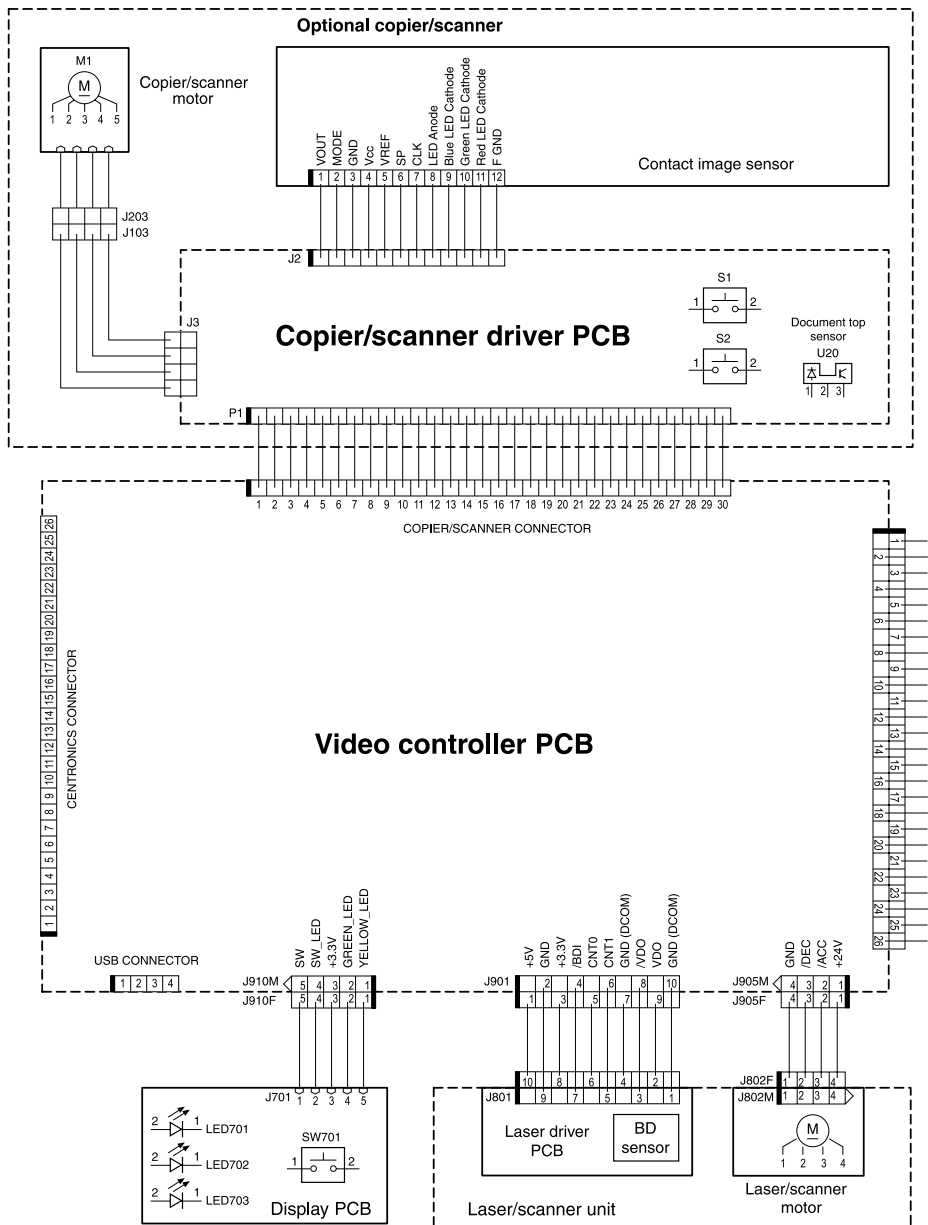 Optional copier/scanner
M1
M
1 2 3 4 5
Copier/scanner
motor
VOUT
MODE
GND
Vcc
VREF
SP
CLK
LED Anode
Blue LED Cathode
Green LED Cathode
Red LED Cathode
F GND
1 2 3 4 5 6 7 8 9 10 11 12
Contact image sensor
J203
J103
J2
J3
Copier/scanner driver PCB
S1
1 2
S2
1 2
Document top
sensor
U20
1 2 3
P1
1 2 3 4 5 6 7 8 9 10 11 12 13 14 15 16 17 18 19 20 21 22 23 24 25 26 27 28 29 30
COPIER/SCANNER CONNECTOR
26 25 24 23 22 21 20 19 18 17 16 15 14 13 12 11 10 9 8 7 6 5 4 3 2 1
CENTRONICS CONNECTOR
Video controller PCB
1 2 3 4 5 6 7 8 9 10 11 12 13 14 15 16 17 18 19 20 21 22 23 24 25 26
USB CONNECTOR
1 2 3 4
SW
SW_LED
+3.3V
GREEN_LED
YELLOW_LED
J910M
5 4 3 2 1
J910F
5 4 3 2 1
+5V
GND
+3.3V
/BDI
CNT0
CNT1
GND (DCOM)
/VDO
VDO
GND (DCOM)
J901
1 2 3 4 5 6 7 8 9 10
GND
/DEC
/ACC
+24V
J905M
4 3 2 1
J905F
4 3 2 1
J701
1 2 3 4 5
2 1 LED701
2 1 LED702
2 1 LED703
SW701
1 2
Display PCB
J801
10 9 8 7 6 5 4 3 2 1
Laser driver
PCB
BD
sensor
Laser/scanner unit
J802F
1 2 3 4
J802M
1 2 3 4
M
1 2 3 4
Laser/scanner
motor